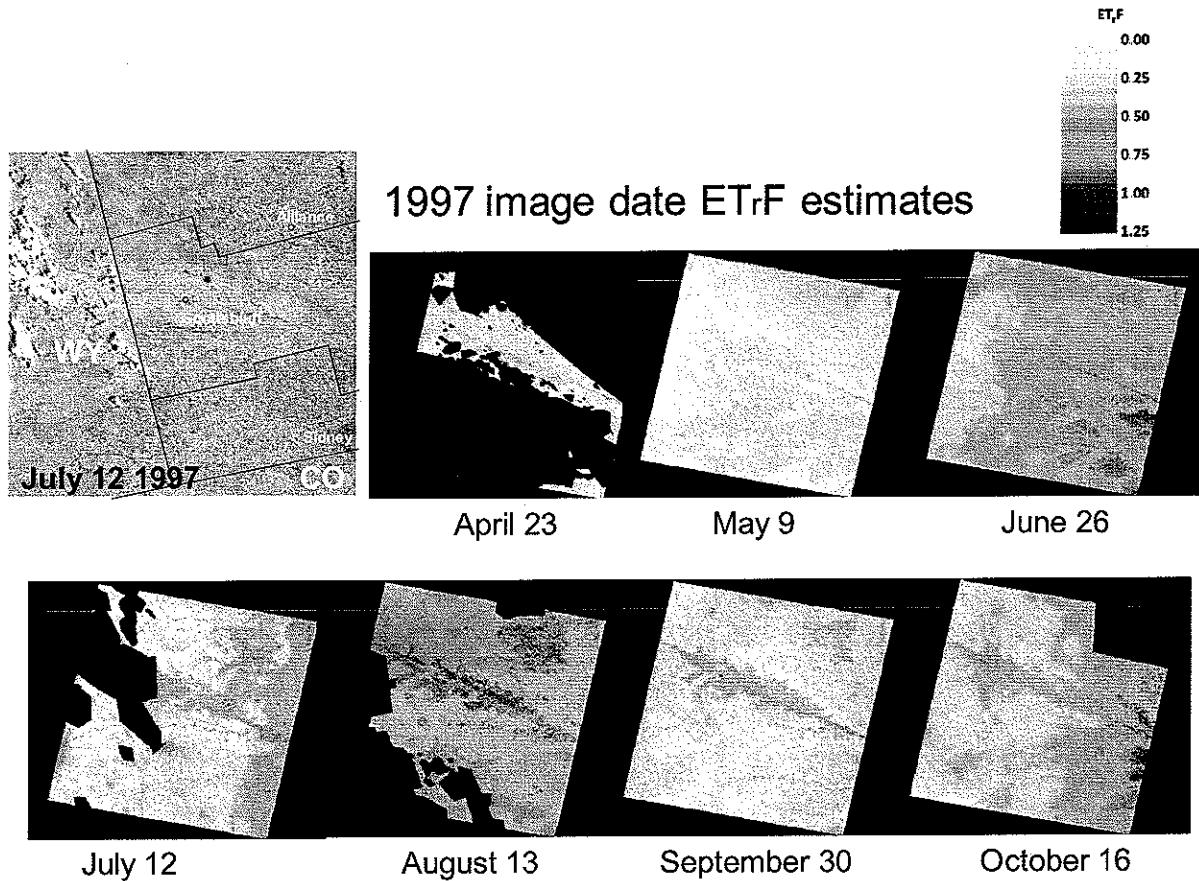 ETrF
0.00
0.25
0.50
0.75
1.00
1.25
1997 image date ETrF estimates
Alliance
WY
Sidney
July 12 1997
CO
April 23
May 9
June 26
July 12
August 13
September 30
October 16